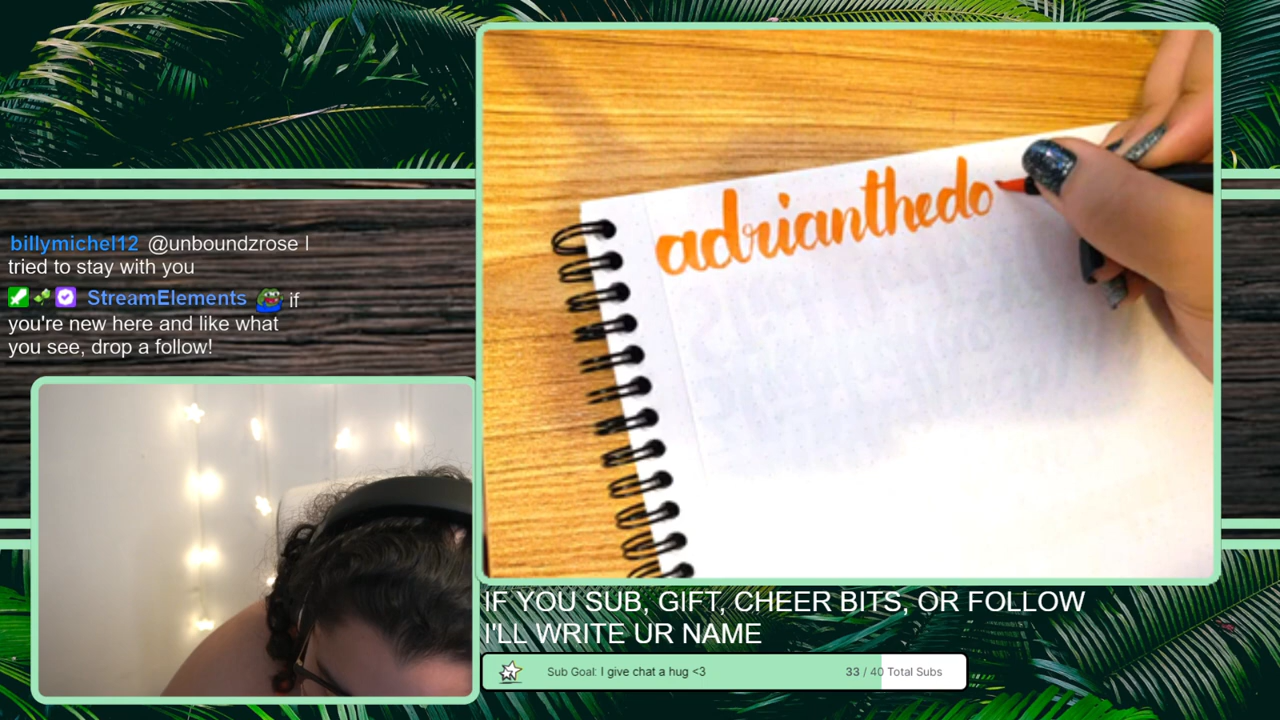 billymichel12 @unboundzrose I
tried to stay with you
StreamElements if
you're new here and like what
you see, drop a follow!
adrianthedo
IF YOU SUB, GIFT, CHEER BITS, OR FOLLOW
I'LL WRITE UR NAME
Sub Goal: I give chat a hug <3 33 / 40 Total Subs